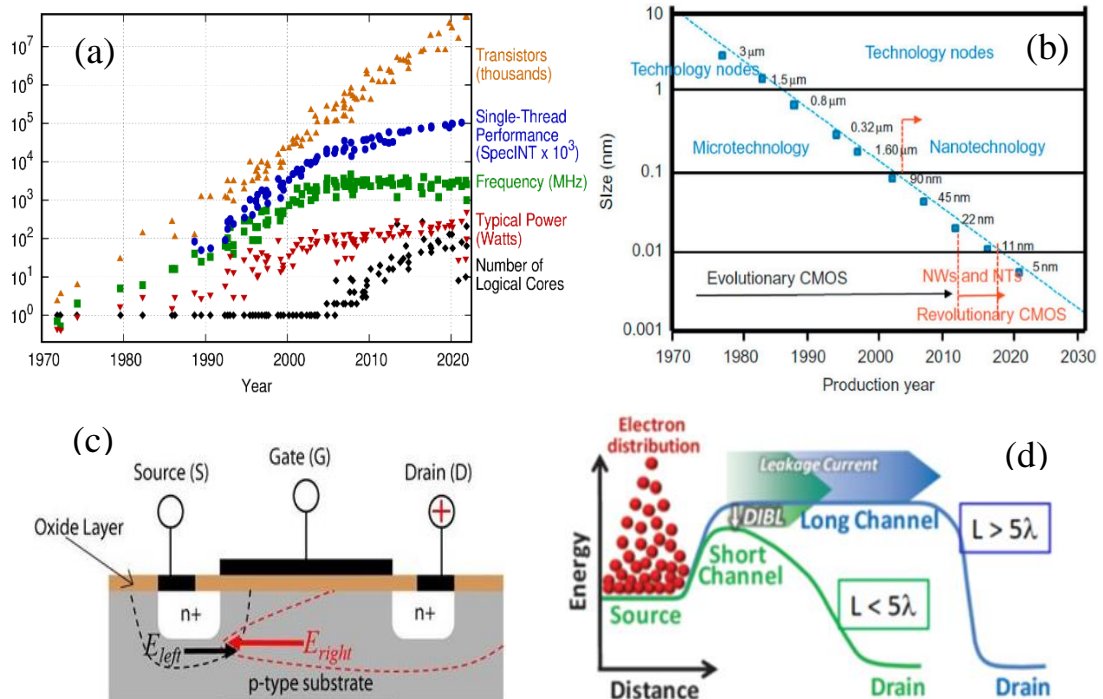 (a)
10^7
10^6
10^5
10^4
10^3
10^2
10^1
10^0
1970
1980
1990
2000
2010
2020
Year
Transistors
(thousands)
Single-Thread
Performance
(SpecINT x 10^3)
Frequency (MHz)
Typical Power
(Watts)
Number of
Logical Cores
(b)
10
1
0.1
0.01
0.001
SIze (nm)
1970
1980
1990
2000
2010
2020
2030
Production year
Technology nodes
Technology nodes
3 µm
1.5 µm
0.8 µm
0.32 µm
1.60 µm
90 nm
45 nm
22 nm
11 nm
5 nm
Microtechnology
Nanotechnology
Evolutionary CMOS
NWs and NTs
Revolutionary CMOS
(c)
Source (S)
Gate (G)
Drain (D)
+
Oxide Layer
n+
n+
E_left
E_right
p-type substrate
(d)
Electron
distribution
Leakage Current
DIBL
Long Channel
Short
Channel
L > 5λ
L < 5λ
Energy
Source
Drain
Drain
Distance